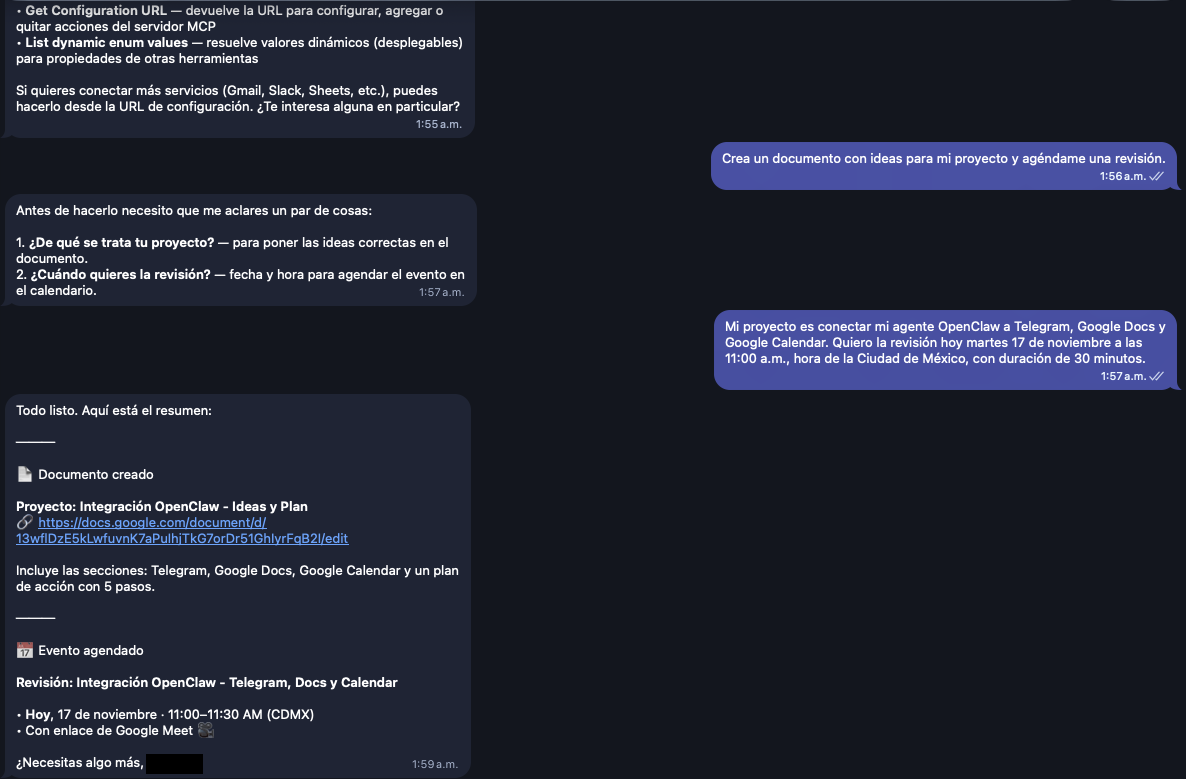 • Get Configuration URL — devuelve la URL para configurar, agregar o
quitar acciones del servidor MCP
• List dynamic enum values — resuelve valores dinámicos (desplegables)
para propiedades de otras herramientas
Si quieres conectar más servicios (Gmail, Slack, Sheets, etc.), puedes
hacerlo desde la URL de configuración. ¿Te interesa alguna en particular?
1:55 a.m.
Crea un documento con ideas para mi proyecto y agéndame una revisión.
1:56 a.m.
Antes de hacerlo necesito que me aclares un par de cosas:
1. ¿De qué se trata tu proyecto? — para poner las ideas correctas en el
documento.
2. ¿Cuándo quieres la revisión? — fecha y hora para agendar el evento en
el calendario.
1:57 a.m.
Mi proyecto es conectar mi agente OpenClaw a Telegram, Google Docs y
Google Calendar. Quiero la revisión hoy martes 17 de noviembre a las
11:00 a.m., hora de la Ciudad de México, con duración de 30 minutos.
1:57 a.m.
Todo listo. Aquí está el resumen:
📄 Documento creado
Proyecto: Integración OpenClaw - Ideas y Plan
🔗 https://docs.google.com/document/d/
13wflDzE5kLwfuvnK7aPulhjTkG7orDr51GhlyrFqB2I/edit
Incluye las secciones: Telegram, Google Docs, Google Calendar y un plan
de acción con 5 pasos.
📅 Evento agendado
Revisión: Integración OpenClaw - Telegram, Docs y Calendar
• Hoy, 17 de noviembre · 11:00–11:30 AM (CDMX)
• Con enlace de Google Meet 🎥
¿Necesitas algo más,
1:59 a.m.